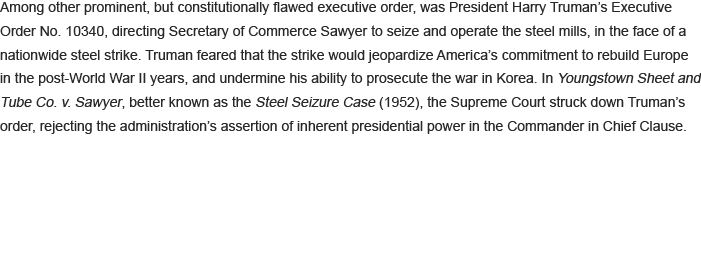 Among other prominent, but constitutionally flawed executive order, was President Harry Truman’s Executive
Order No. 10340, directing Secretary of Commerce Sawyer to seize and operate the steel mills, in the face of a
nationwide steel strike. Truman feared that the strike would jeopardize America’s commitment to rebuild Europe
in the post-World War II years, and undermine his ability to prosecute the war in Korea. In Youngstown Sheet and
Tube Co. v. Sawyer, better known as the Steel Seizure Case (1952), the Supreme Court struck down Truman’s
order, rejecting the administration’s assertion of inherent presidential power in the Commander in Chief Clause.